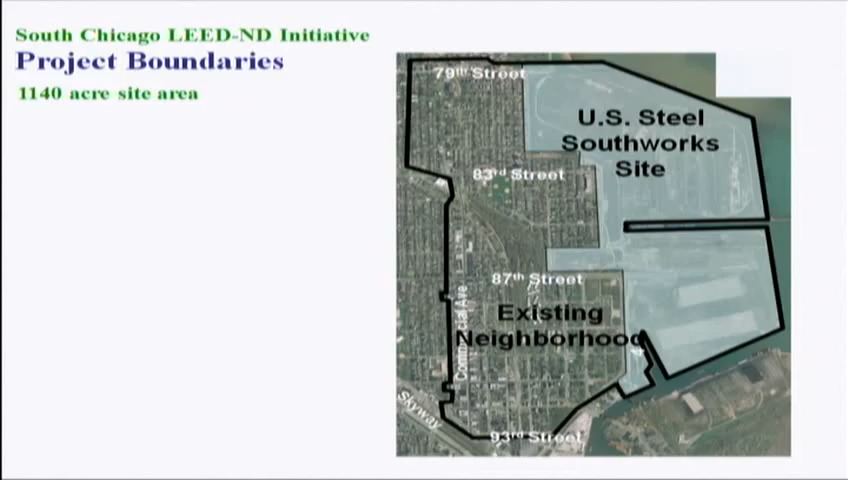 South Chicago LEED-ND Initiative
Project Boundaries
1140 acre site area
79th Street
U.S. Steel
Southworks
Site
83rd Street
87th Street
Existing
Neighborhood
Commercial Ave
Skyway
93rd Street